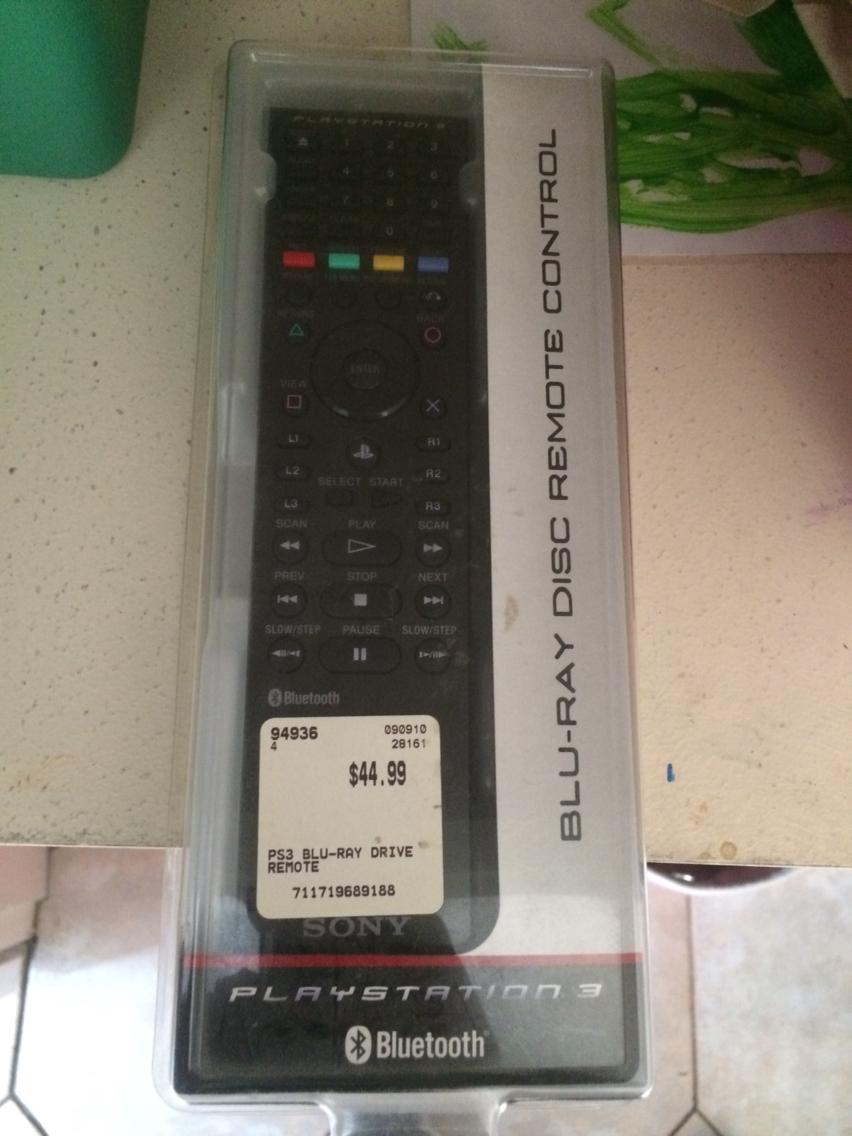 PLAYSTATION 3
1 2 3
4 5 6
7 8 9
0
RETURN
BACK
ENTER
VIEW
L1 R1
L2 R2
SELECT START
L3 R3
SCAN PLAY SCAN
PREV STOP NEXT
SLOW/STEP PAUSE SLOW/STEP
Bluetooth
94936 090910
4 28161
$44.99
PS3 BLU-RAY DRIVE
REMOTE
711719689188
SONY
BLU-RAY DISC REMOTE CONTROL
PLAYSTATION 3
Bluetooth